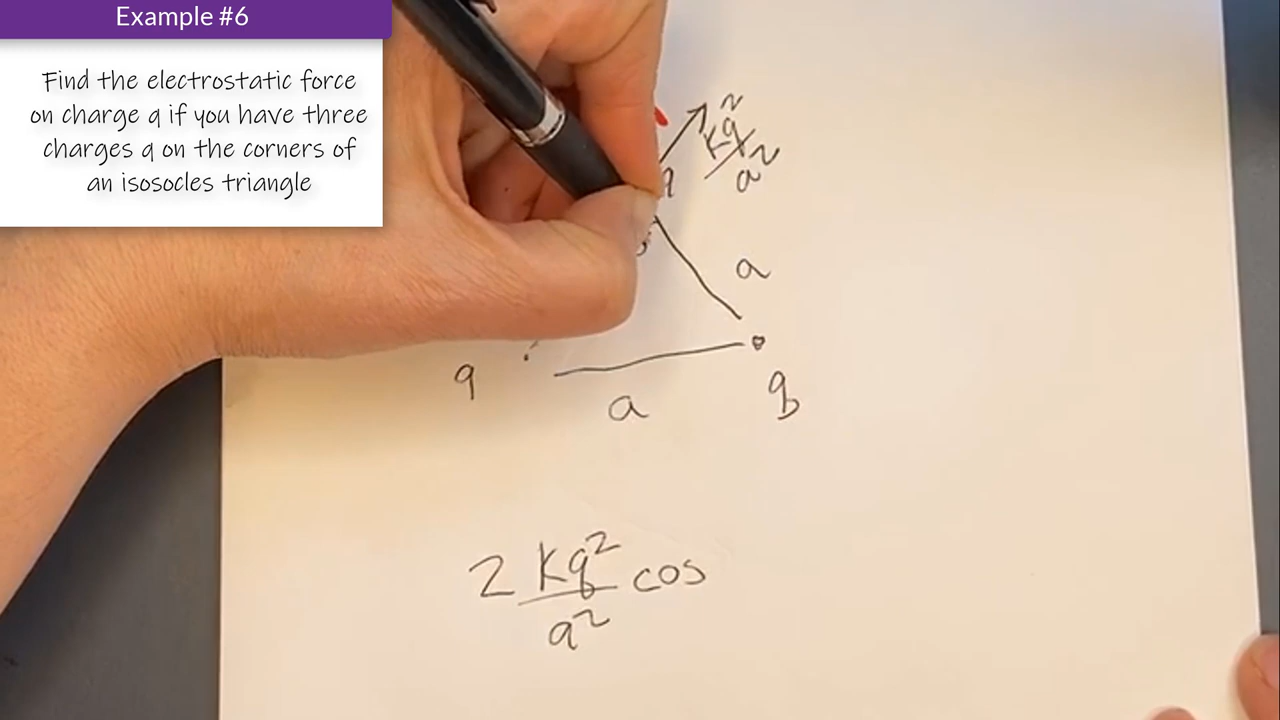 Example #6
Find the electrostatic force
on charge q if you have three
charges q on the corners of
an isosocles triangle
kq²
a²
q
a
q
a
q
2 kq² cos
a²